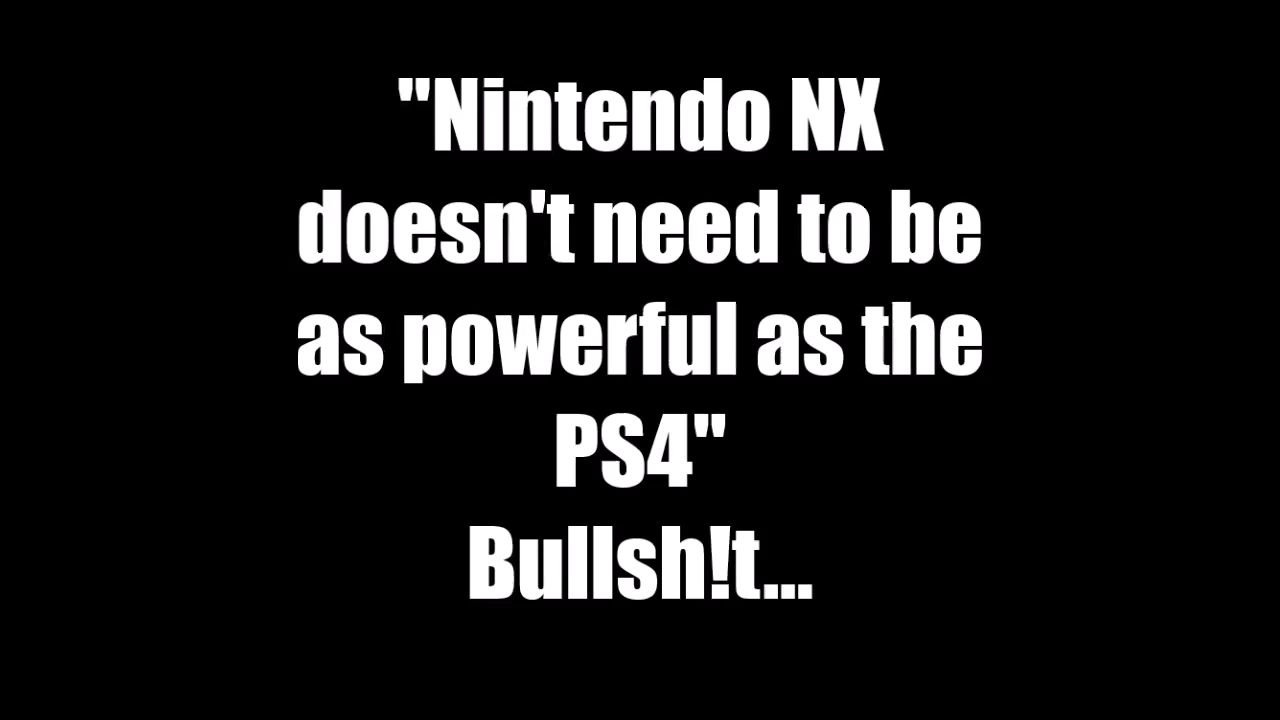 "Nintendo NX
doesn't need to be
as powerful as the
PS4"
Bullsh!t...